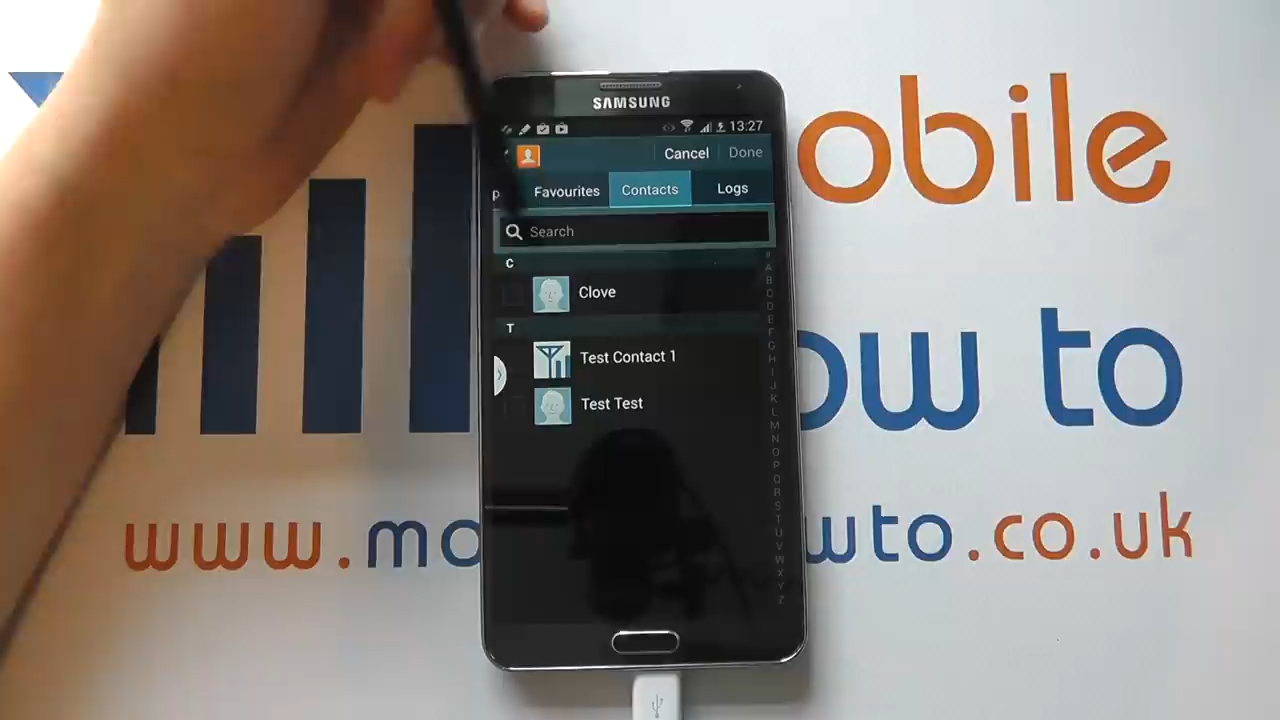 SAMSUNG
13:27
Cancel Done
p Favourites Contacts Logs
Search
C
Clove
T
Test Contact 1
Test Test
#
A
B
C
D
E
F
G
H
I
J
K
L
M
N
O
P
Q
R
S
T
U
V
W
X
Y
Z
obile
ow to
www.mo wto.co.uk